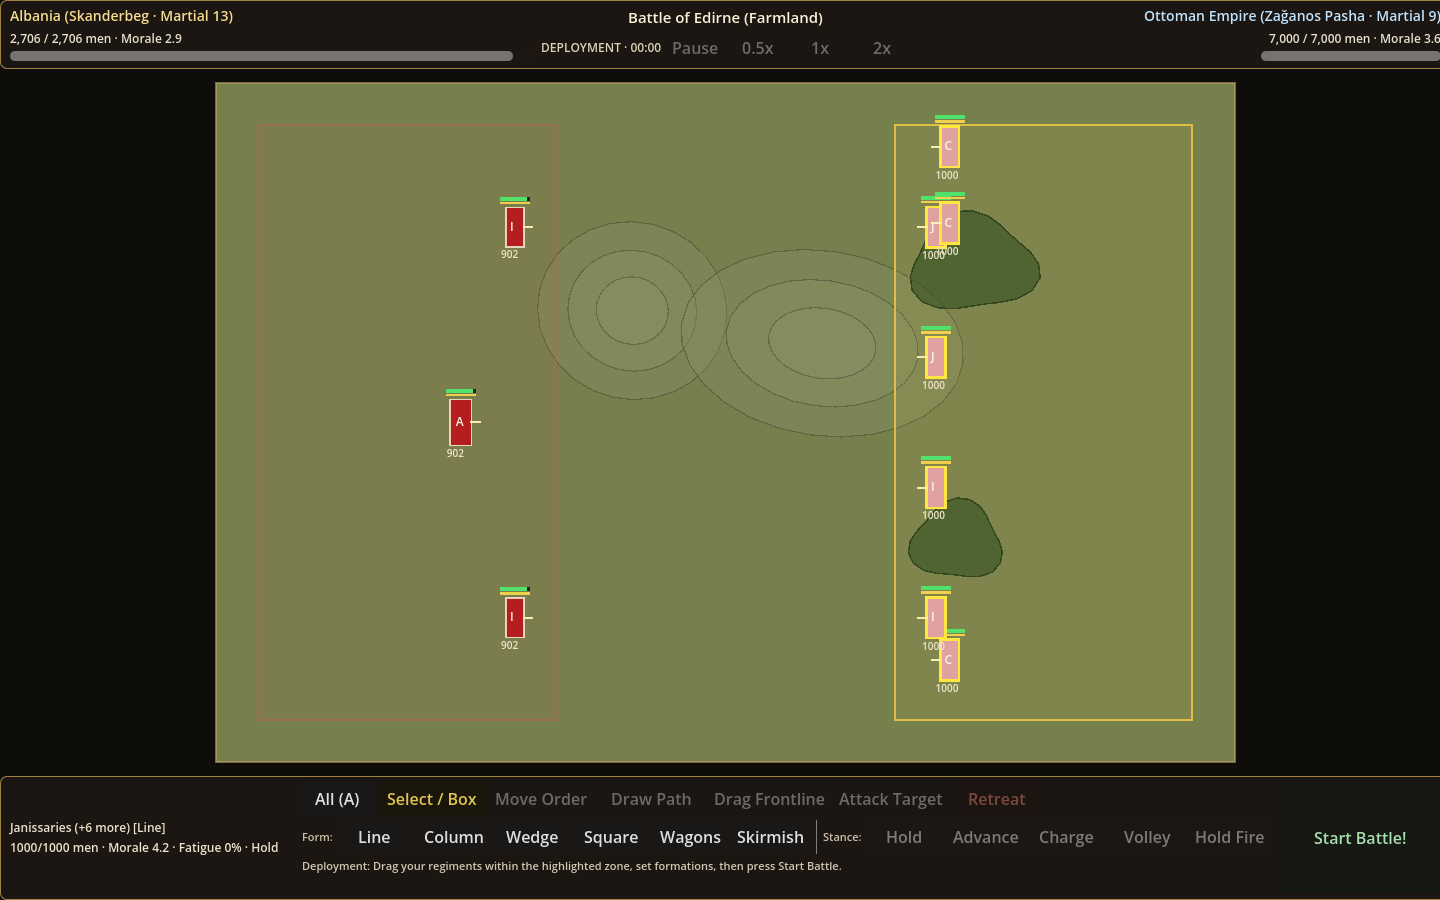 Albania (Skanderbeg · Martial 13)
Battle of Edirne (Farmland)
Ottoman Empire (Zağanos Pasha · Martial 9)
2,706 / 2,706 men · Morale 2.9
DEPLOYMENT · 00:00 Pause 0.5x 1x 2x
7,000 / 7,000 men · Morale 3.6
C
1000
I
902
J C
1000
1000
J
1000
A
902
I
1000
I
902
I
1000
C
1000
All (A) Select / Box Move Order Draw Path Drag Frontline Attack Target Retreat
Janissaries (+6 more) [Line]
1000/1000 men · Morale 4.2 · Fatigue 0% · Hold
Form: Line Column Wedge Square Wagons Skirmish Stance: Hold Advance Charge Volley Hold Fire
Deployment: Drag your regiments within the highlighted zone, set formations, then press Start Battle.
Start Battle!